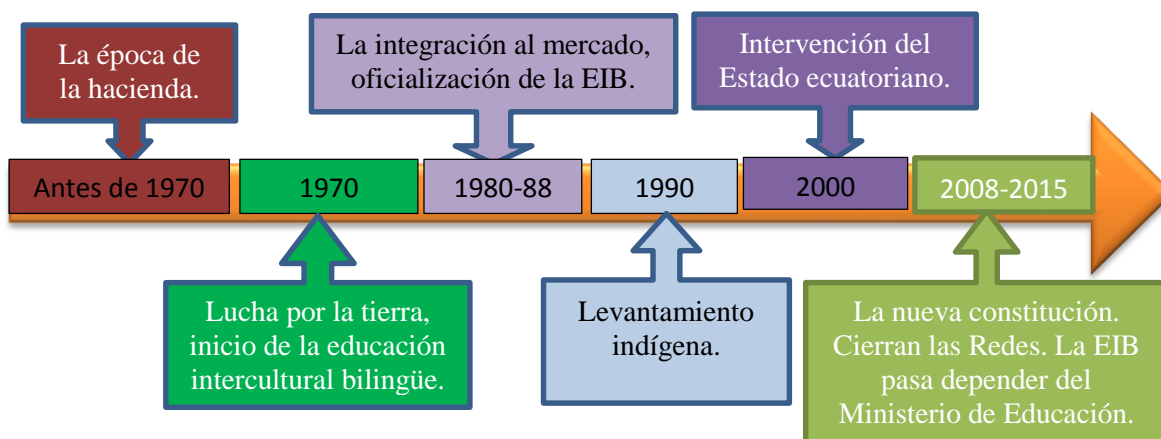 La época de
la hacienda.
La integración al mercado,
oficialización de la EIB.
Intervención del
Estado ecuatoriano.
Antes de 1970
1970
1980-88
1990
2000
2008-2015
Lucha por la tierra,
inicio de la educación
intercultural bilingüe.
Levantamiento
indígena.
La nueva constitución.
Cierran las Redes. La EIB
pasa depender del
Ministerio de Educación.